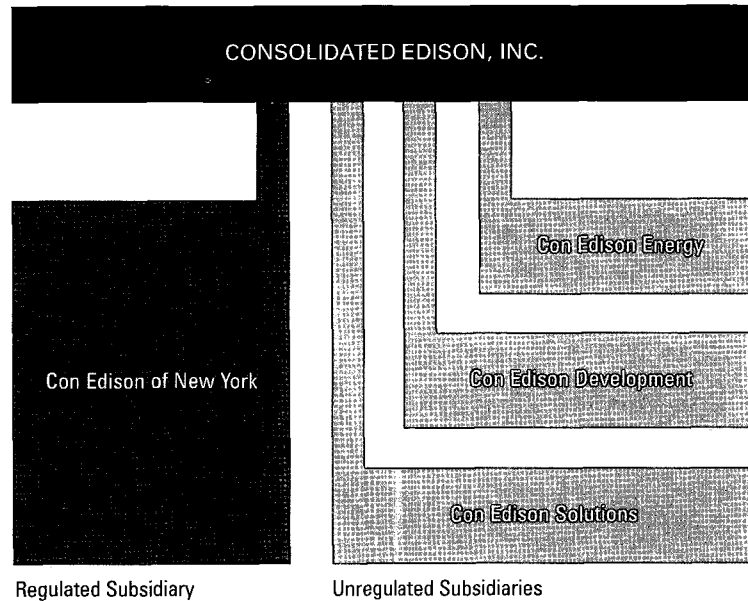 CONSOLIDATED EDISON, INC.
Con Edison Energy
Con Edison of New York
Con Edison Development
Con Edison Solutions
Regulated Subsidiary
Unregulated Subsidiaries